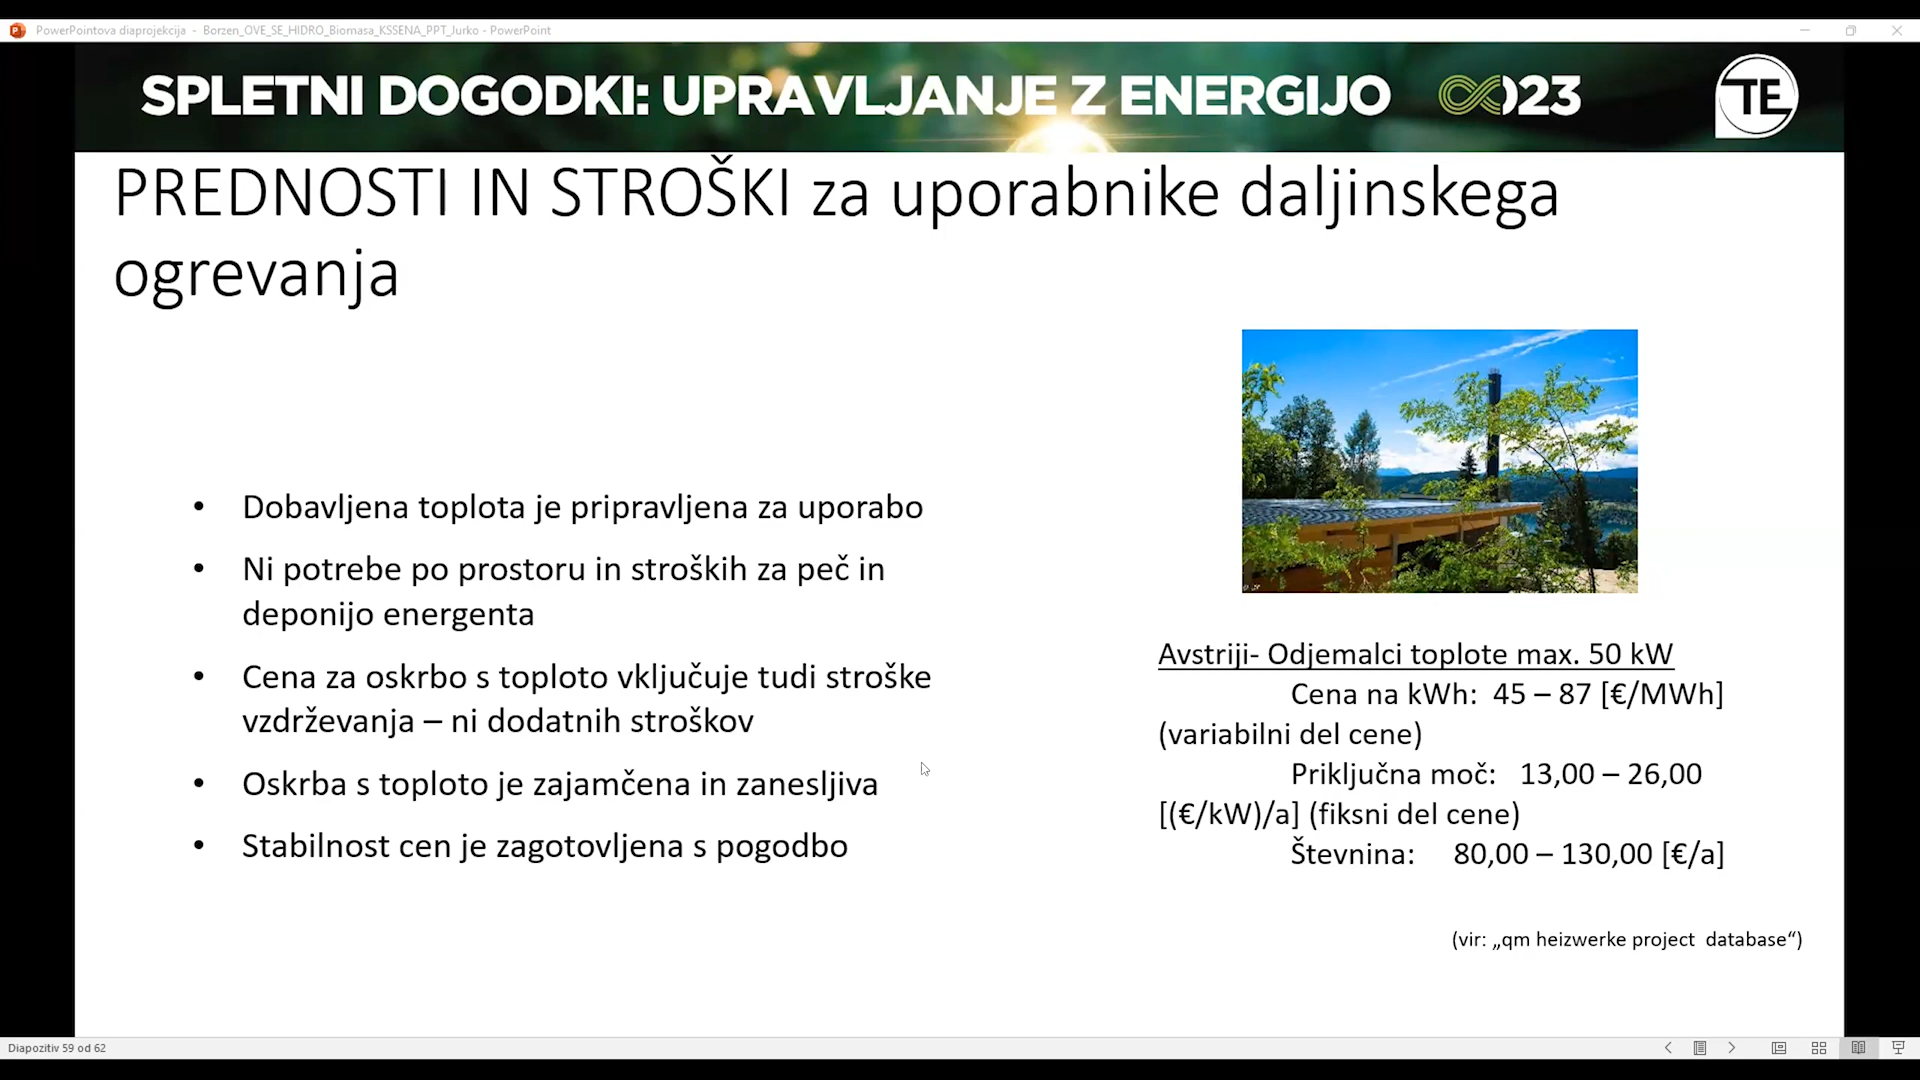 PowerPointova diaprojekcija - Borzen_OVE_SE_HIDRO_Biomasa_KSSENA_PPT_Jurko - PowerPoint
SPLETNI DOGODKI: UPRAVLJANJE Z ENERGIJO 023
TE
PREDNOSTI IN STROŠKI za uporabnike daljinskega
ogrevanja
• Dobavljena toplota je pripravljena za uporabo
• Ni potrebe po prostoru in stroških za peč in
deponijo energenta
• Cena za oskrbo s toploto vključuje tudi stroške
vzdrževanja – ni dodatnih stroškov
• Oskrba s toploto je zajamčena in zanesljiva
• Stabilnost cen je zagotovljena s pogodbo
Avstriji- Odjemalci toplote max. 50 kW
Cena na kWh: 45 – 87 [€/MWh]
(variabilni del cene)
Priključna moč: 13,00 – 26,00
[(€/kW)/a] (fiksni del cene)
Števnina: 80,00 – 130,00 [€/a]
(vir: „qm heizwerke project database“)
Diapozitiv 59 od 62